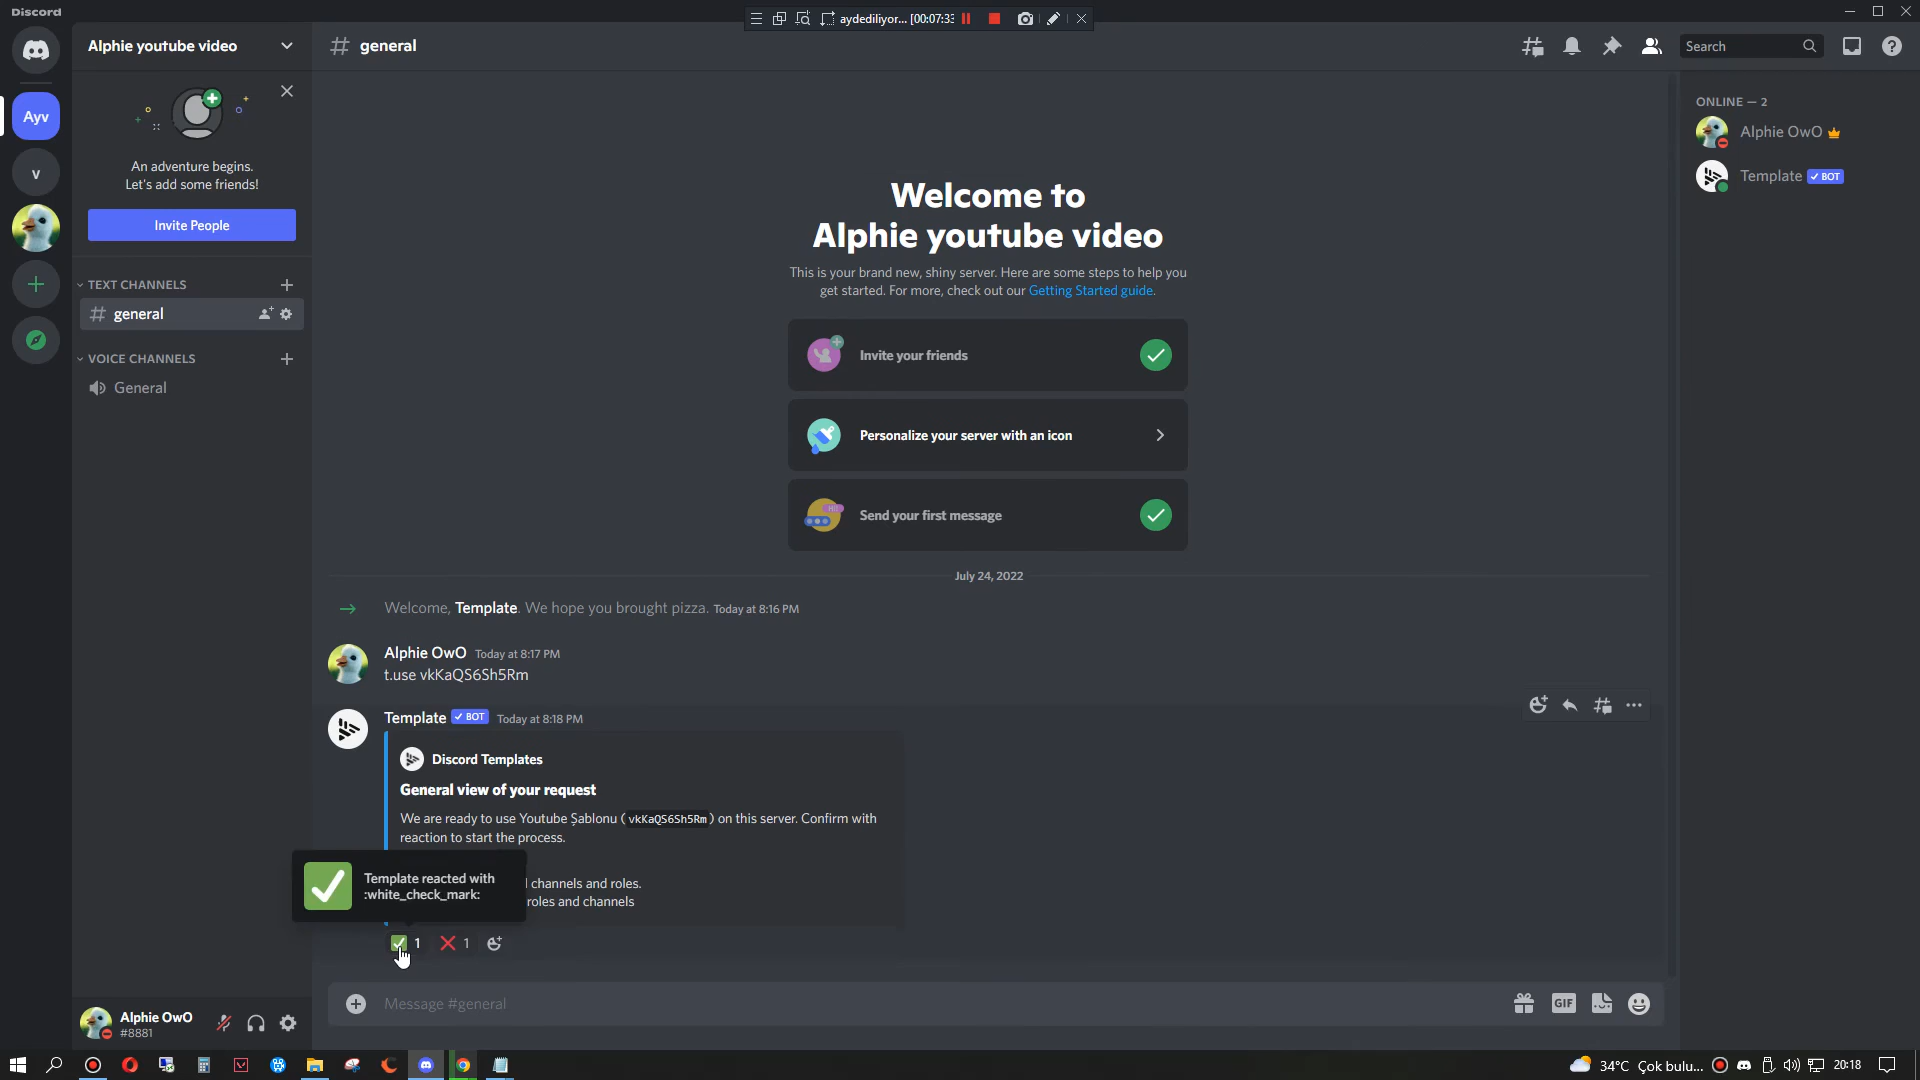 Discord
aydediliyor... [00:07:33
Alphie youtube video
general
Search
Ayv
v
An adventure begins.
Let's add some friends!
Invite People
TEXT CHANNELS
general
VOICE CHANNELS
General
Welcome to
Alphie youtube video
This is your brand new, shiny server. Here are some steps to help you
get started. For more, check out our Getting Started guide.
Invite your friends
Personalize your server with an icon
Send your first message
July 24, 2022
Welcome, Template. We hope you brought pizza. Today at 8:16 PM
Alphie OwO Today at 8:17 PM
t.use vkKaQS6Sh5Rm
Template BOT Today at 8:18 PM
Discord Templates
General view of your request
We are ready to use Youtube Şablonu (vkKaQS6Sh5Rm) on this server. Confirm with
reaction to start the process.
Template reacted with
:white_check_mark:
channels and roles.
roles and channels
1 1
Message #general
GIF
ONLINE — 2
Alphie OwO
Template BOT
Alphie OwO
#8881
34°C Çok bulu...
20:18